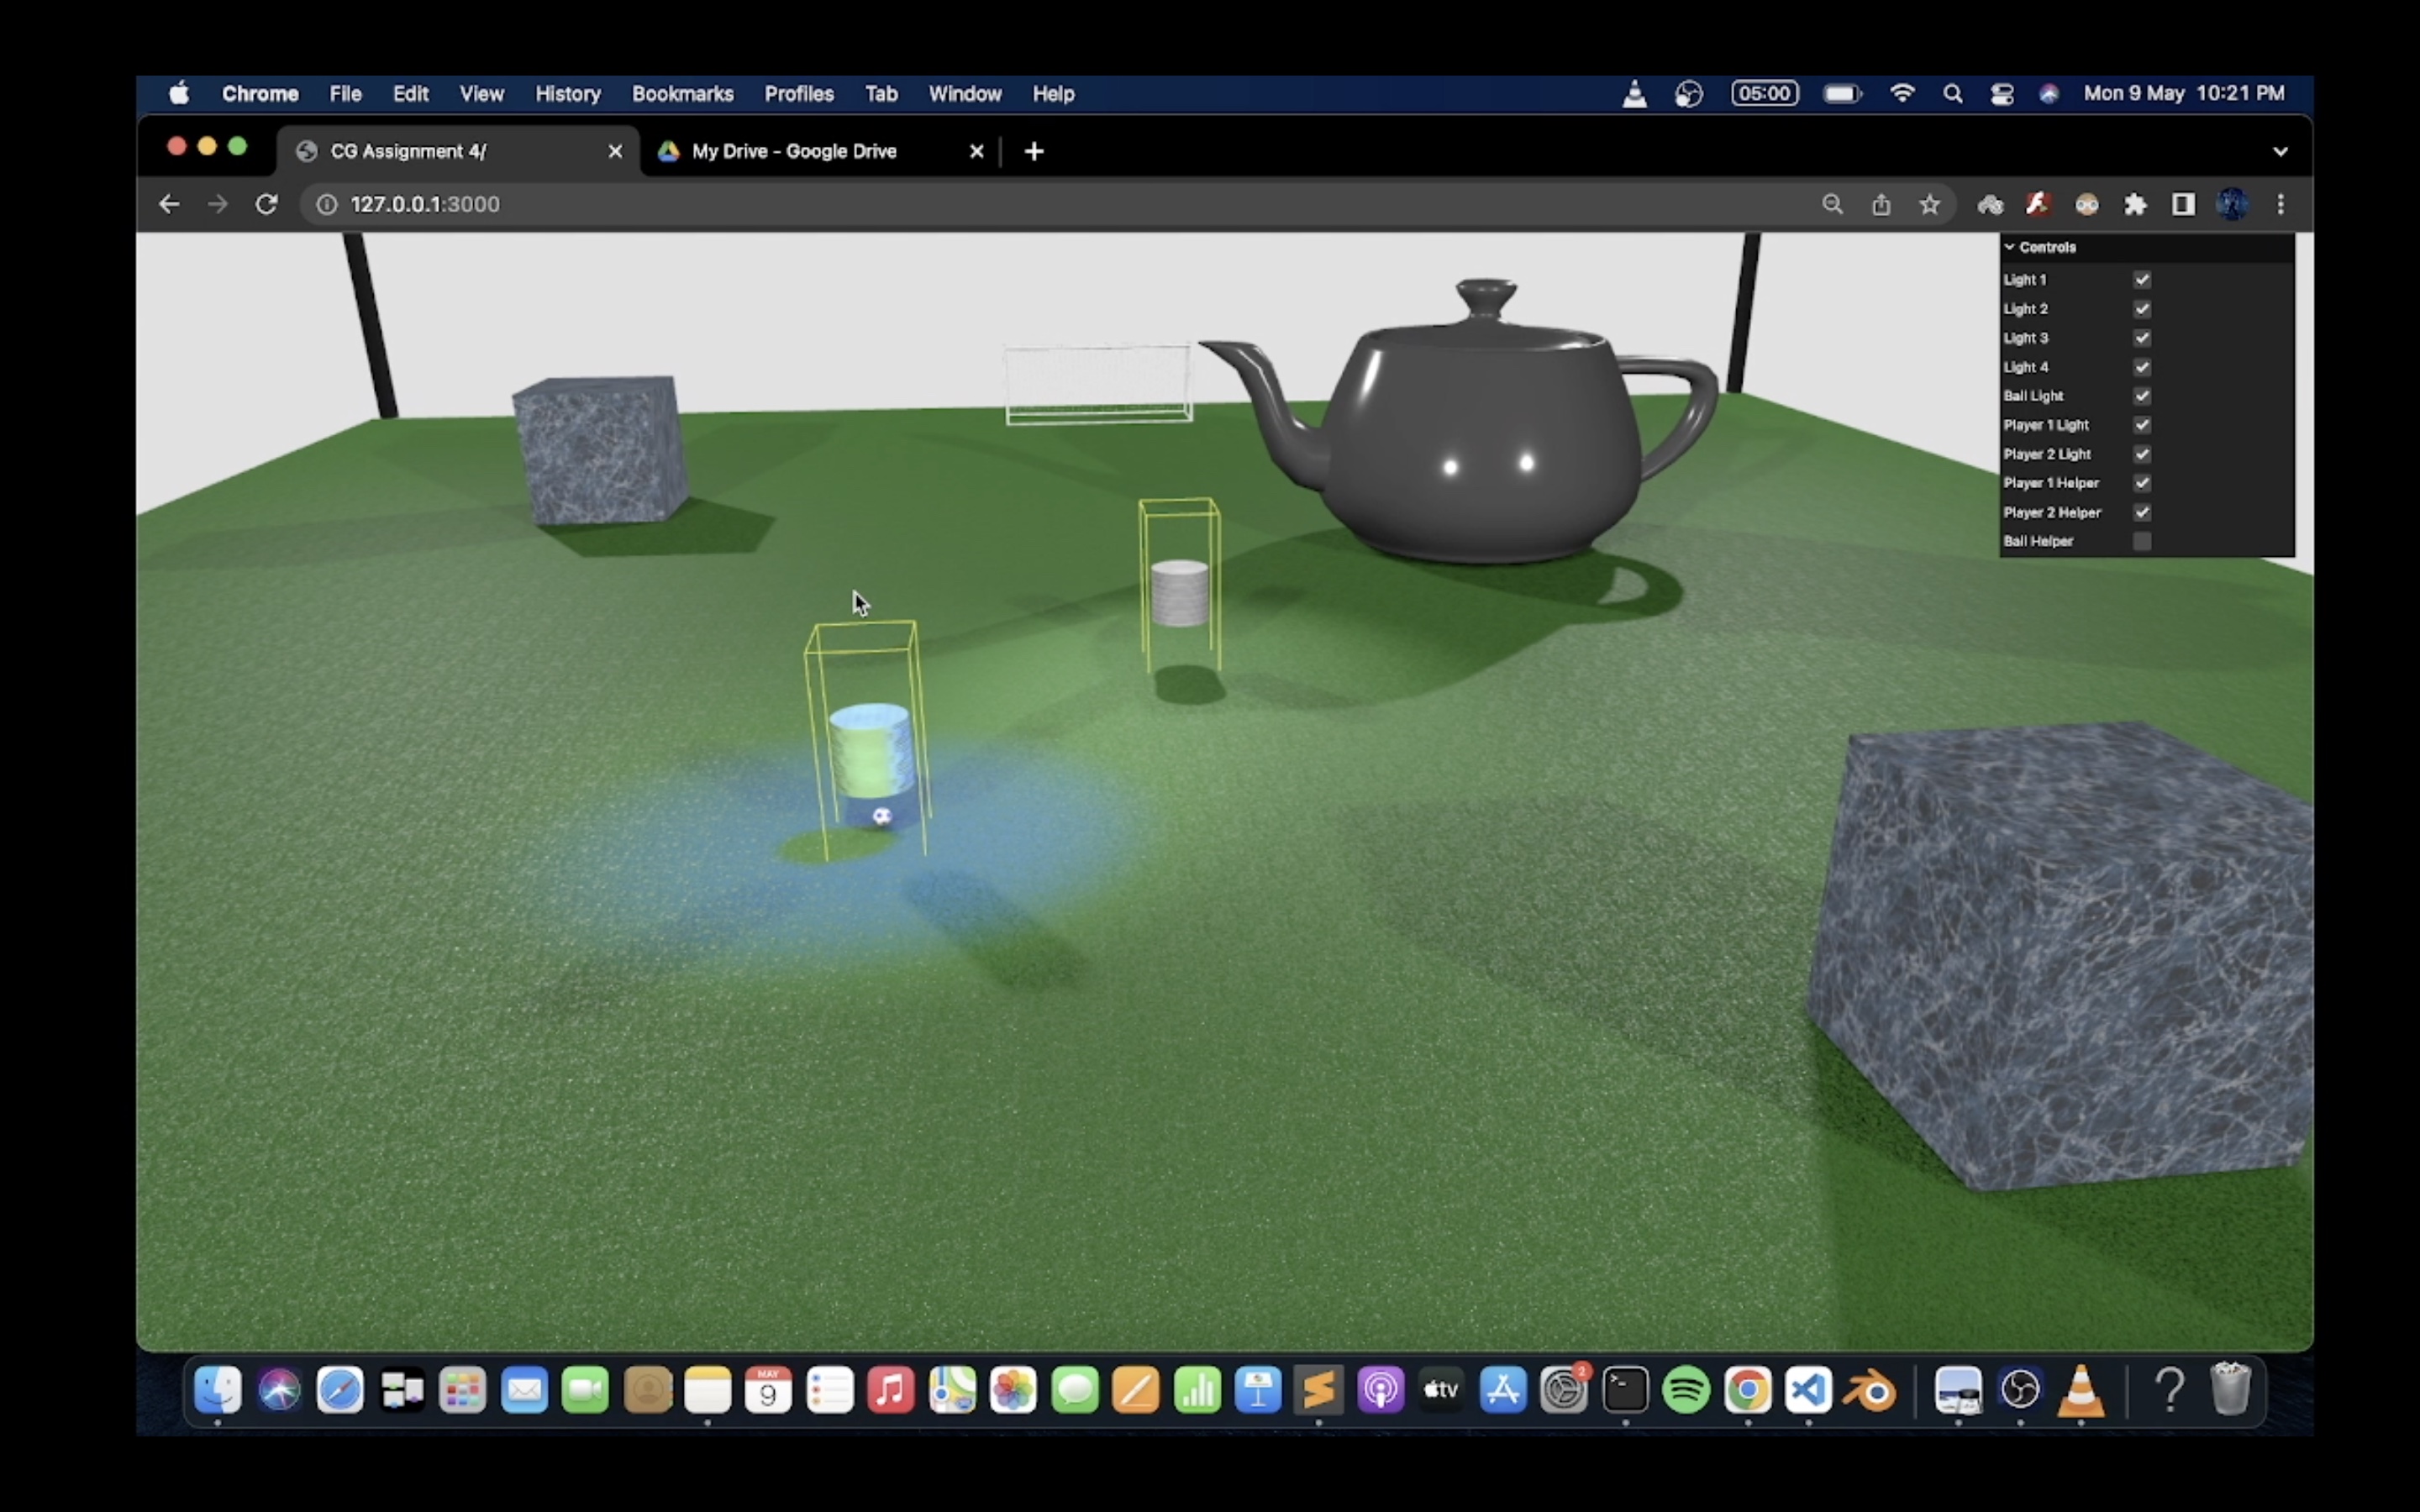 Chrome File Edit View History Bookmarks Profiles Tab Window Help 05:00 Mon 9 May 10:21 PM
CG Assignment 4/ My Drive - Google Drive
127.0.0.1:3000
Controls
Light 1
Light 2
Light 3
Light 4
Ball Light
Player 1 Light
Player 2 Light
Player 1 Helper
Player 2 Helper
Ball Helper
MAY
9
tv
2